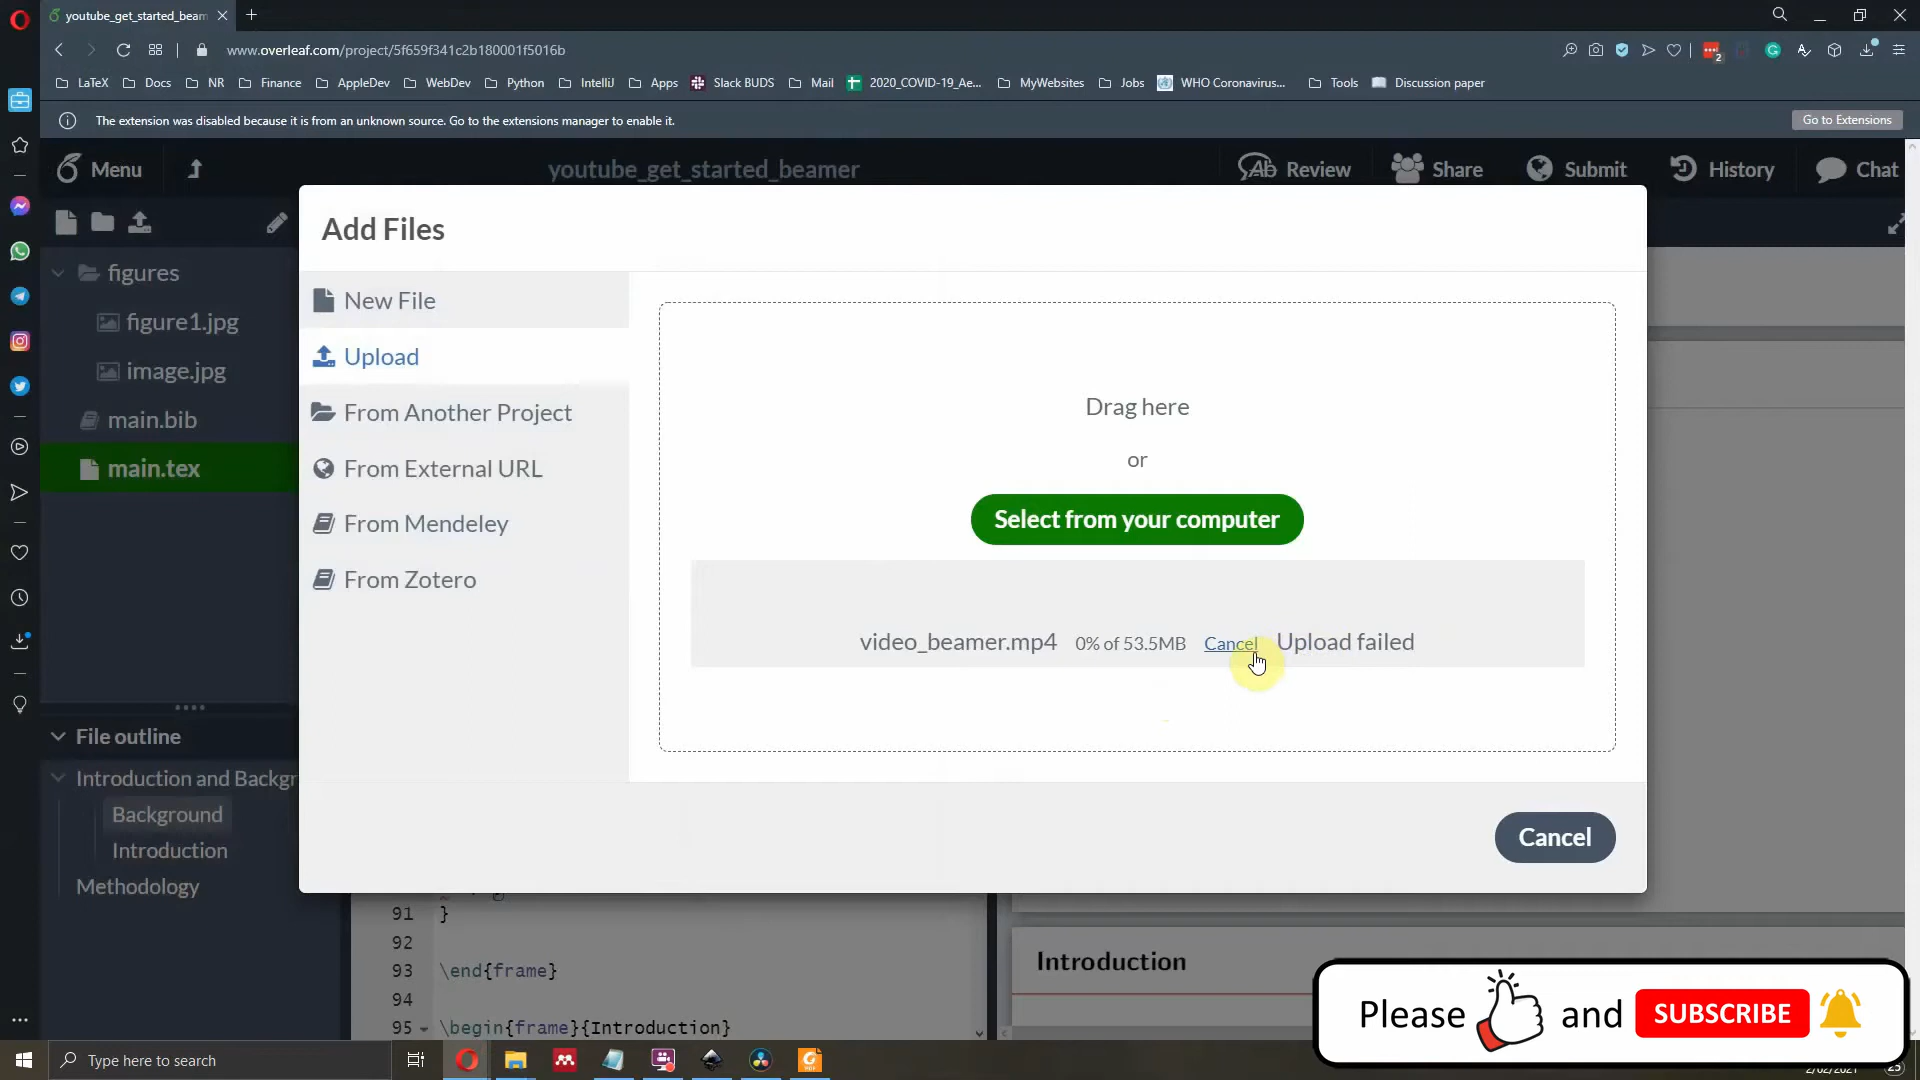 youtube_get_started_beam
www.overleaf.com/project/5f659f341c2b180001f5016b
2
LaTeX Docs NR Finance AppleDev WebDev Python IntelliJ Apps Slack BUDS Mail 2020_COVID-19_Ae... MyWebsites Jobs WHO Coronavirus... Tools Discussion paper
The extension was disabled because it is from an unknown source. Go to the extensions manager to enable it.
Go to Extensions
Menu
youtube_get_started_beamer
Review
Share
Submit
History
Chat
Add Files
figures
figure1.jpg
image.jpg
main.bib
main.tex
New File
Upload
From Another Project
From External URL
From Mendeley
From Zotero
Drag here
or
Select from your computer
video_beamer.mp4 0% of 53.5MB Cancel Upload failed
Cancel
File outline
Introduction and Backgr
Background
Introduction
Methodology
91 }
92
93 \end{frame}
94
95 \begin{frame}{Introduction}
Introduction
Please and SUBSCRIBE
Type here to search
2/02/2021
25